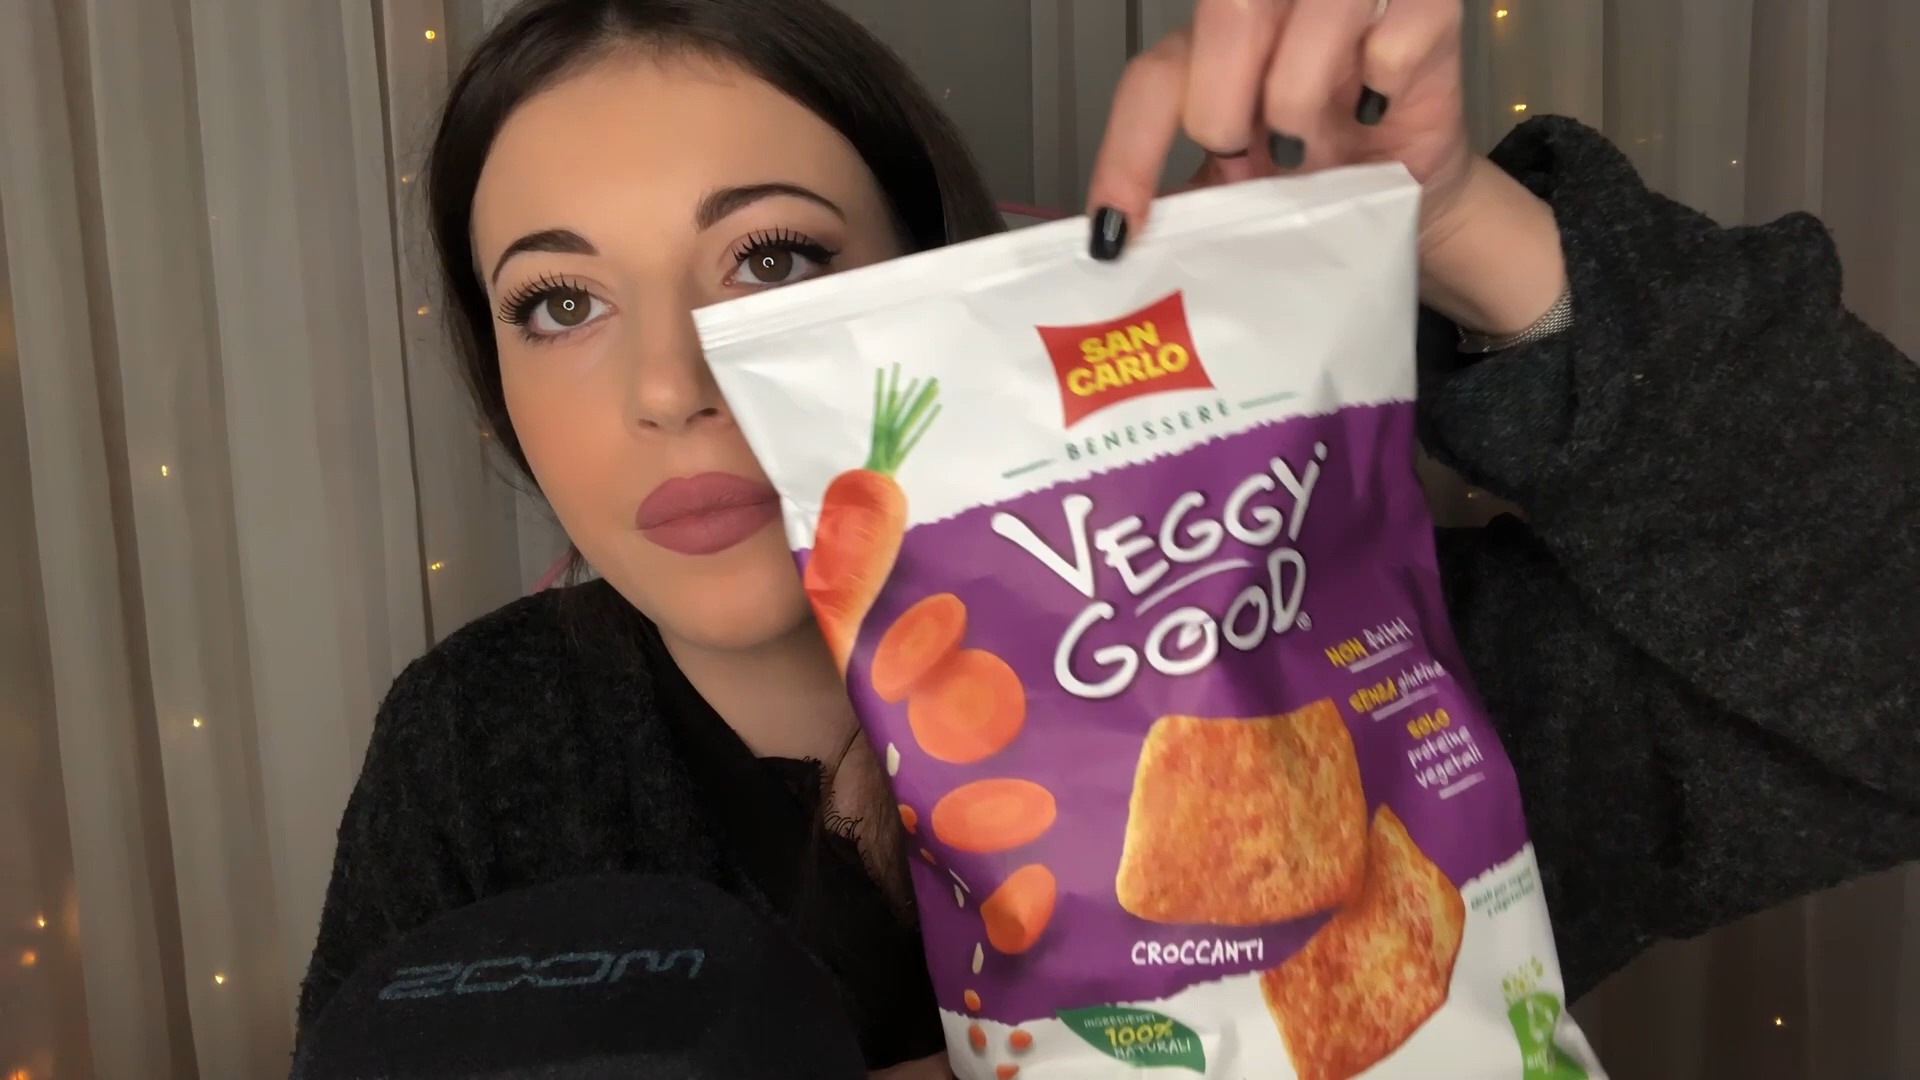 SAN
CARLO
BENESSERE
VEGGY
GOOD®
NON fritti
SENZA glutine
SOLO
proteine
vegetali
CROCCANTI
INGREDIENTI
100%
NATURALI
ZOOM